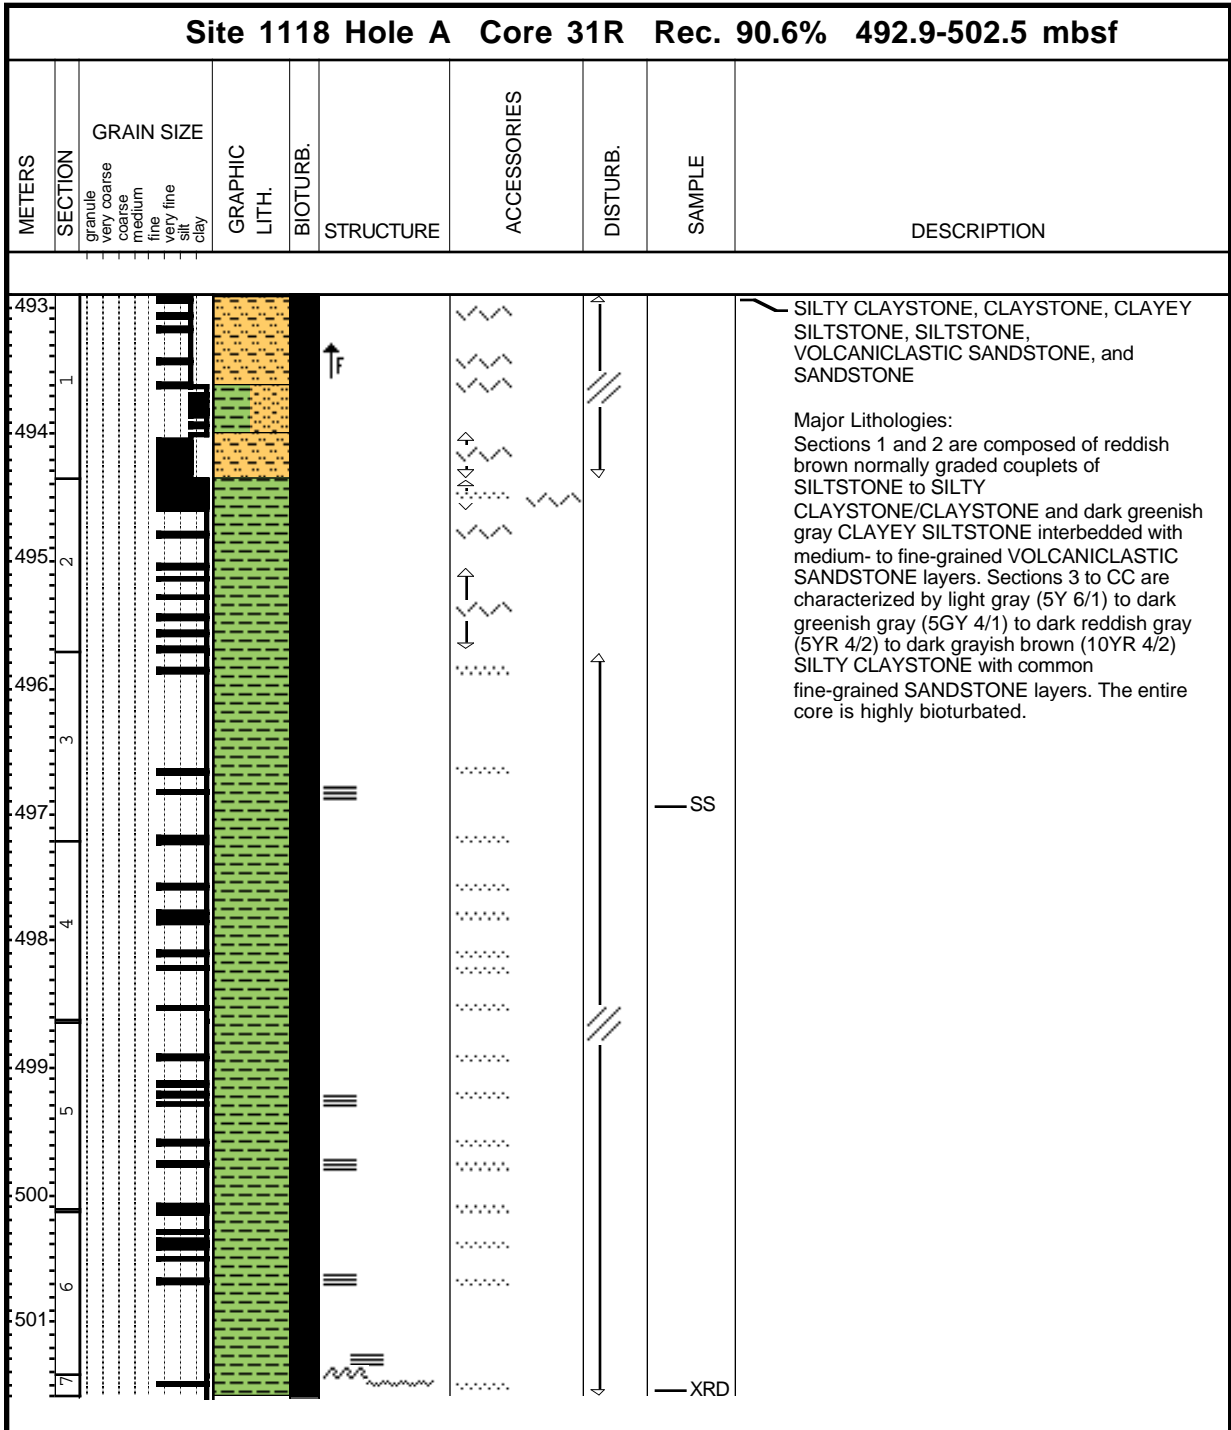 Site 1118 Hole A Core 31R Rec. 90.6% 492.9-502.5 mbsf
METERS
SECTION
GRAIN SIZE
granule
very coarse
coarse
medium
fine
very fine
silt
clay
GRAPHIC
LITH.
BIOTURB.
STRUCTURE
ACCESSORIES
DISTURB.
SAMPLE
DESCRIPTION
493
494
495
496
497
498
499
500
501
1
2
3
4
5
6
7
F
SS
XRD
SILTY CLAYSTONE, CLAYSTONE, CLAYEY
SILTSTONE, SILTSTONE,
VOLCANICLASTIC SANDSTONE, and
SANDSTONE
Major Lithologies:
Sections 1 and 2 are composed of reddish
brown normally graded couplets of
SILTSTONE to SILTY
CLAYSTONE/CLAYSTONE and dark greenish
gray CLAYEY SILTSTONE interbedded with
medium- to fine-grained VOLCANICLASTIC
SANDSTONE layers. Sections 3 to CC are
characterized by light gray (5Y 6/1) to dark
greenish gray (5GY 4/1) to dark reddish gray
(5YR 4/2) to dark grayish brown (10YR 4/2)
SILTY CLAYSTONE with common
fine-grained SANDSTONE layers. The entire
core is highly bioturbated.